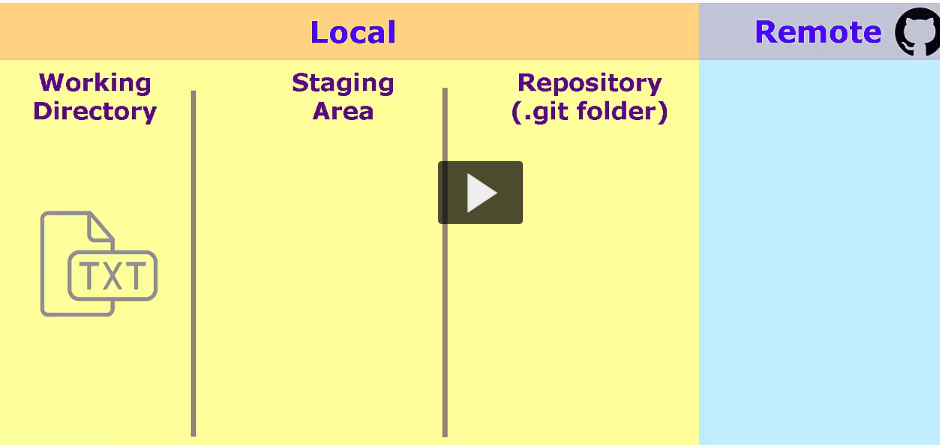 Local
Remote
Working
Directory
Staging
Area
Repository
(.git folder)
TXT